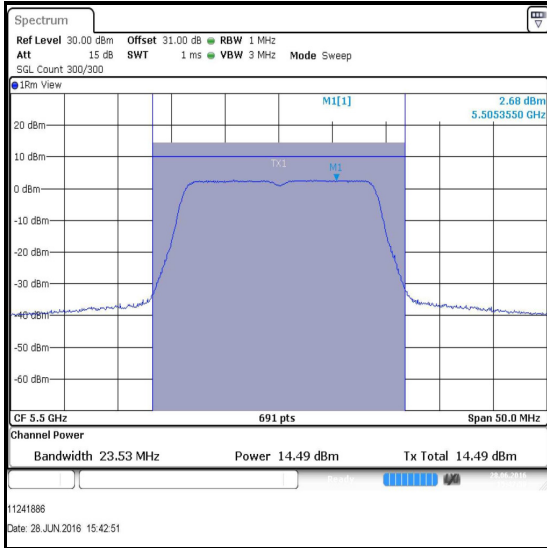 Spectrum
Ref Level 30.00 dBm Offset 31.00 dB RBW 1 MHz
Att 15 dB SWT 1 ms VBW 3 MHz Mode Sweep
SGL Count 300/300
1Rm View
M1[1] 2.68 dBm
5.5053550 GHz
20 dBm
10 dBm
TX1
M1
0 dBm
-10 dBm
-20 dBm
-30 dBm
-40 dBm
-50 dBm
-60 dBm
CF 5.5 GHz 691 pts Span 50.0 MHz
Channel Power
Bandwidth 23.53 MHz Power 14.49 dBm Tx Total 14.49 dBm
Ready 28.06.2016
11241886
Date: 28.JUN.2016 15:42:51